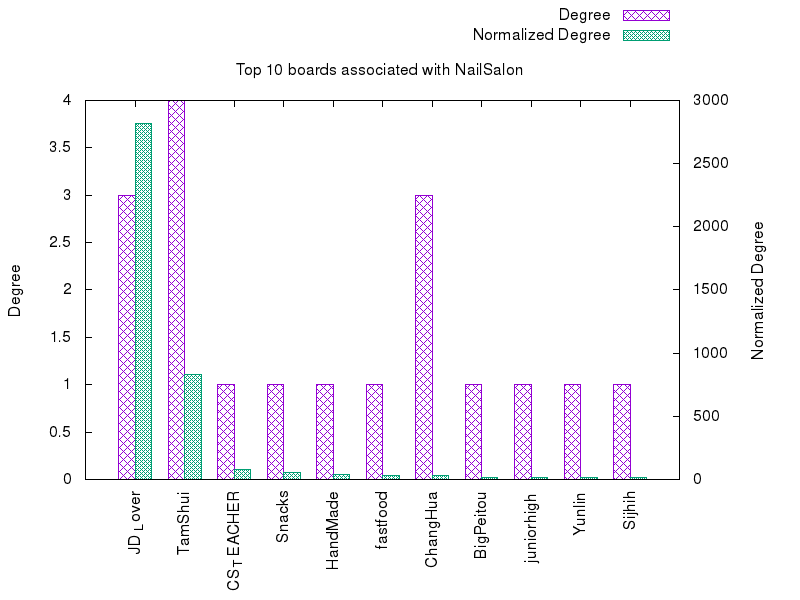 Degree
Normalized Degree
Top 10 boards associated with NailSalon
4
3.5
3
2.5
2
1.5
1
0.5
0
3000
2500
2000
1500
1000
500
0
Degree
Normalized Degree
JD_Lover
TamShui
CS_TEACHER
Snacks
HandMade
fastfood
ChangHua
BigPeitou
juniorhigh
Yunlin
Sijhih